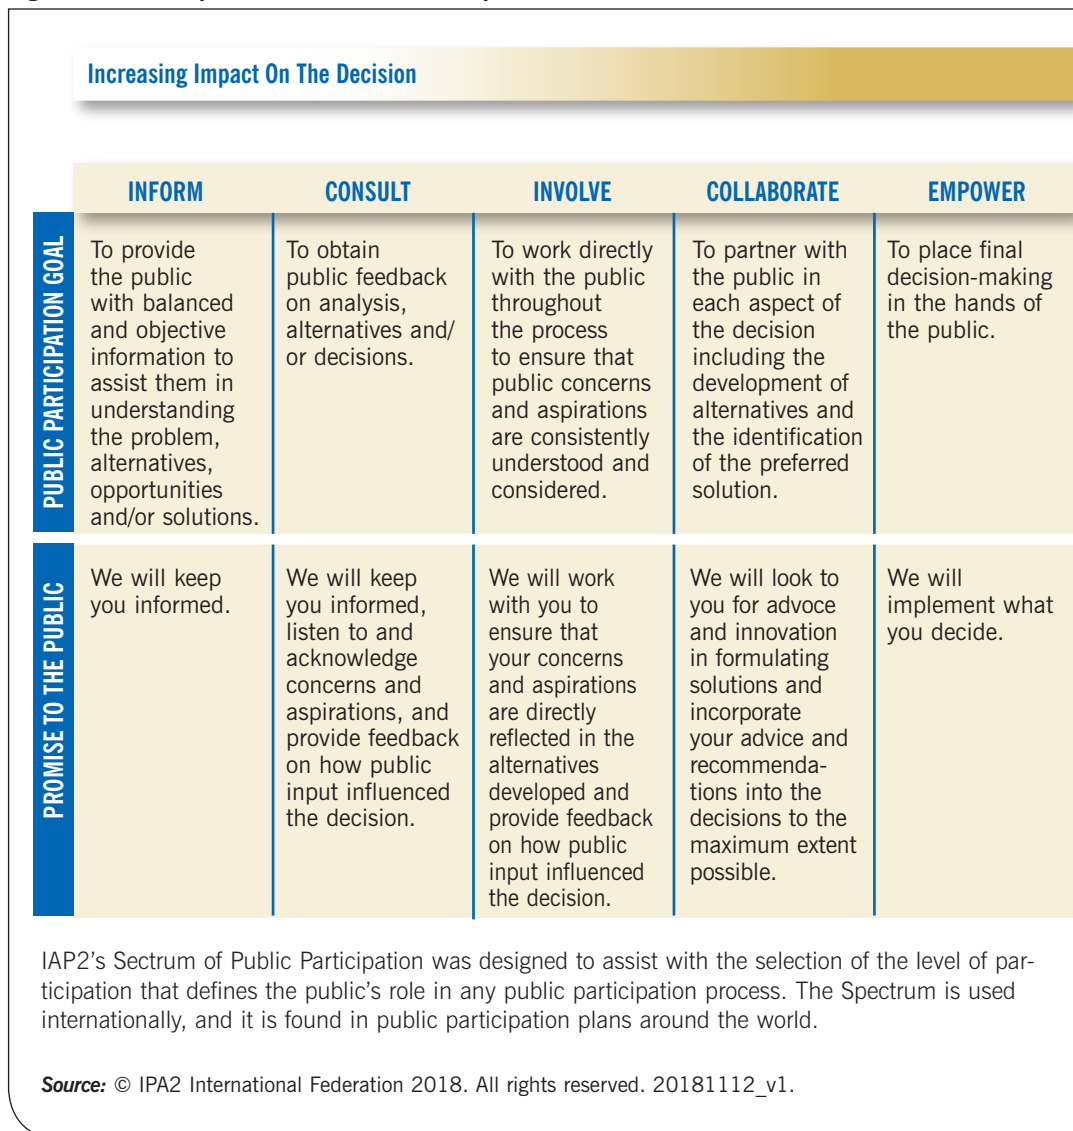 Increasing Impact On The Decision
INFORM
CONSULT
INVOLVE
COLLABORATE
EMPOWER
PUBLIC PARTICIPATION GOAL
To provide
the public
with balanced
and objective
information to
assist them in
understanding
the problem,
alternatives,
opportunities
and/or solutions.
To obtain
public feedback
on analysis,
alternatives and/
or decisions.
To work directly
with the public
throughout
the process
to ensure that
public concerns
and aspirations
are consistently
understood and
considered.
To partner with
the public in
each aspect of
the decision
including the
development of
alternatives and
the identification
of the preferred
solution.
To place final
decision-making
in the hands of
the public.
PROMISE TO THE PUBLIC
We will keep
you informed.
We will keep
you informed,
listen to and
acknowledge
concerns and
aspirations, and
provide feedback
on how public
input influenced
the decision.
We will work
with you to
ensure that
your concerns
and aspirations
are directly
reflected in the
alternatives
developed and
provide feedback
on how public
input influenced
the decision.
We will look to
you for advoce
and innovation
in formulating
solutions and
incorporate
your advice and
recommenda-
tions into the
decisions to the
maximum extent
possible.
We will
implement what
you decide.
IAP2's Sectrum of Public Participation was designed to assist with the selection of the level of par-
ticipation that defines the public's role in any public participation process. The Spectrum is used
internationally, and it is found in public participation plans around the world.
Source: © IPA2 International Federation 2018. All rights reserved. 20181112_v1.